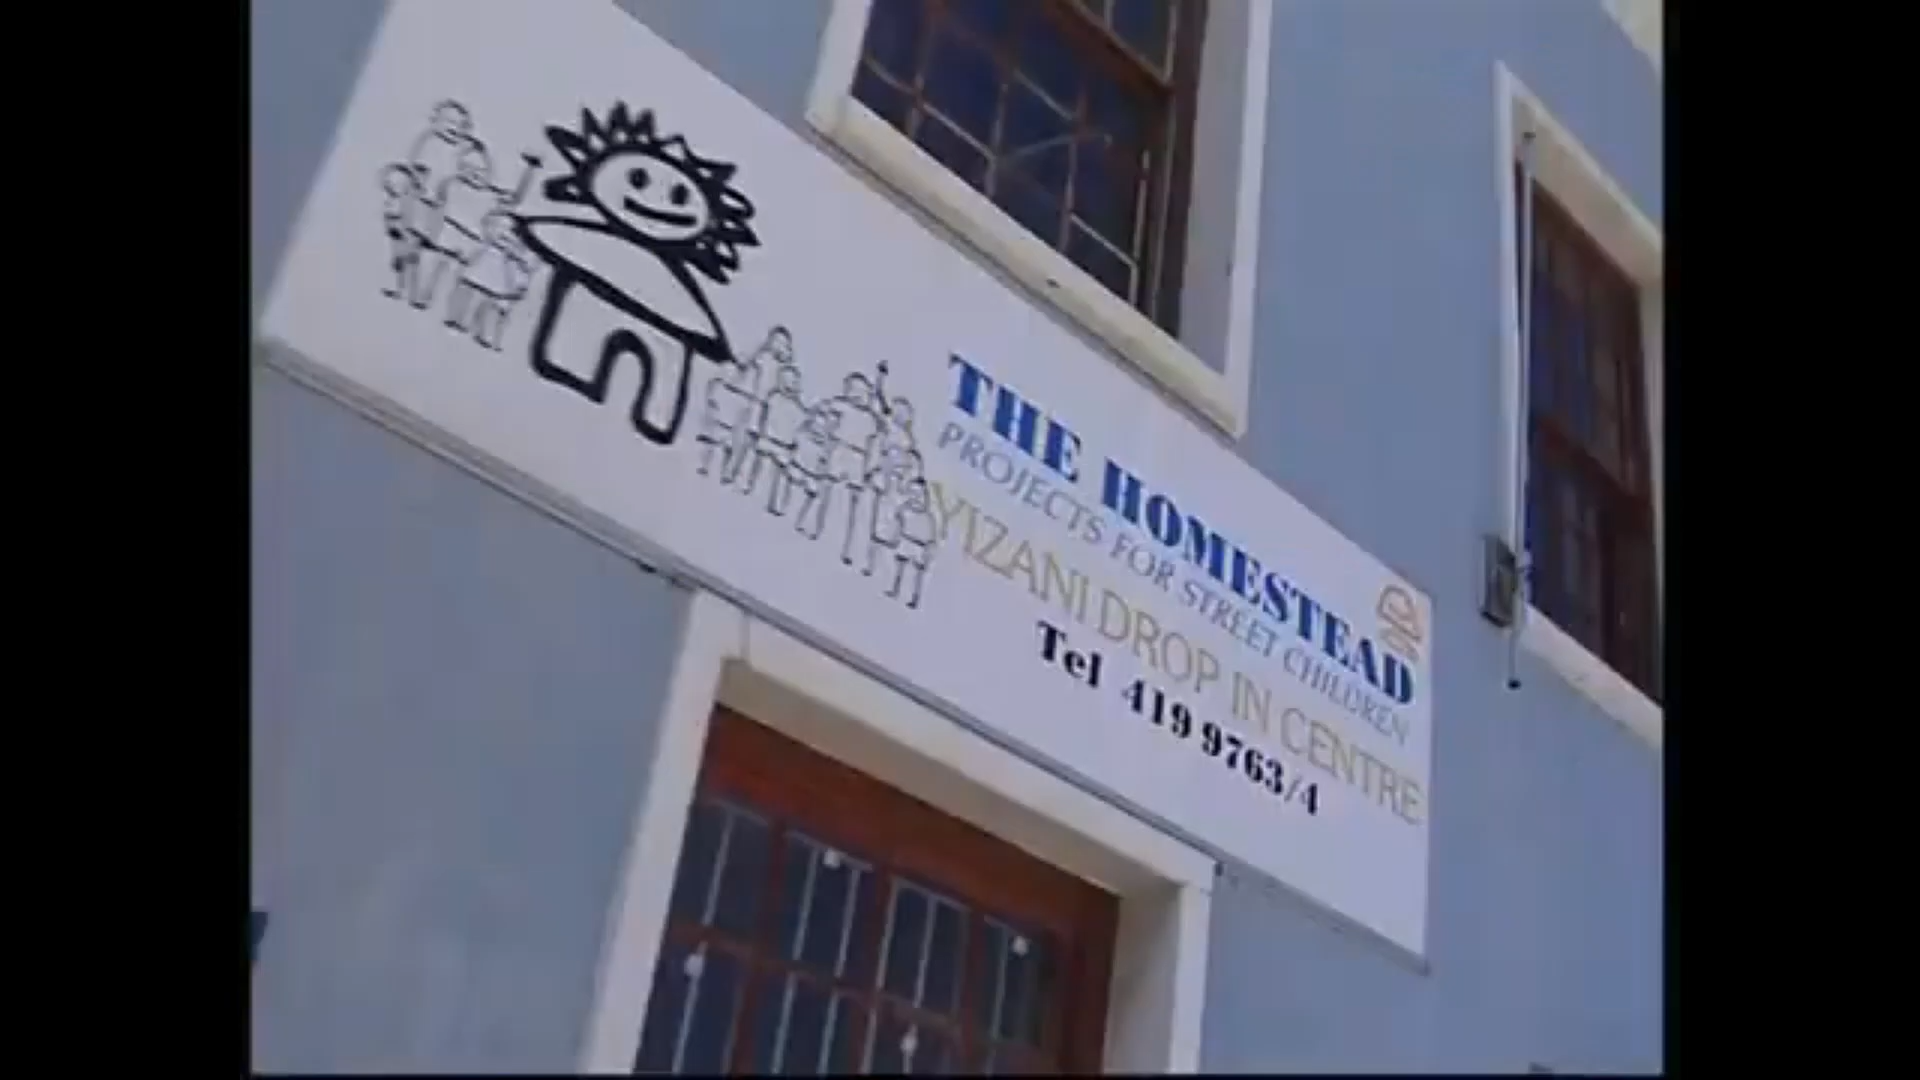 THE HOMESTEAD
PROJECTS FOR STREET CHILDREN
YIZANI DROP IN CENTRE
Tel 419 9763/4